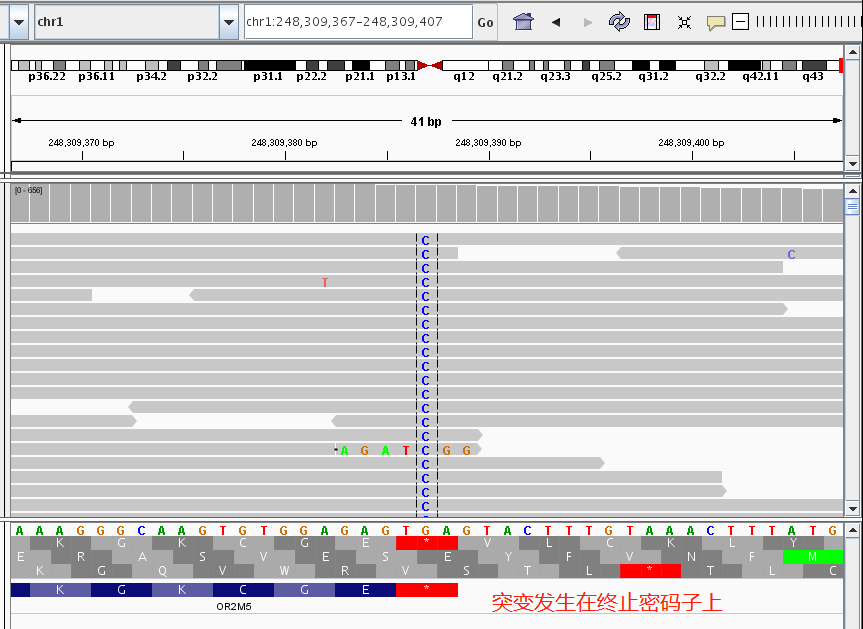 chr1 chr1:248,309,367-248,309,407 Go
p36.22 p36.11 p34.2 p32.2 p31.1 p22.2 p21.1 p13.1 q12 q21.2 q23.3 q25.2 q31.2 q32.2 q42.11 q43
41 bp
248,309,370 bp 248,309,380 bp 248,309,390 bp 248,309,400 bp
[0 - 656]
C
C C
C
T C
C
C
C
C
C
C
C
C
C
C
C
A G A T C G G
C
C
C
C
A A A G G G C A A G T G T G G A G A G T G A G T A C T T T G T A A A C T T T A T G
K G K C G E * V L C K L Y
E R A S V E S E Y F V N F M
K G Q V W R V S T L * T L C
K G K C G E *
OR2M5
突变发生在终止密码子上